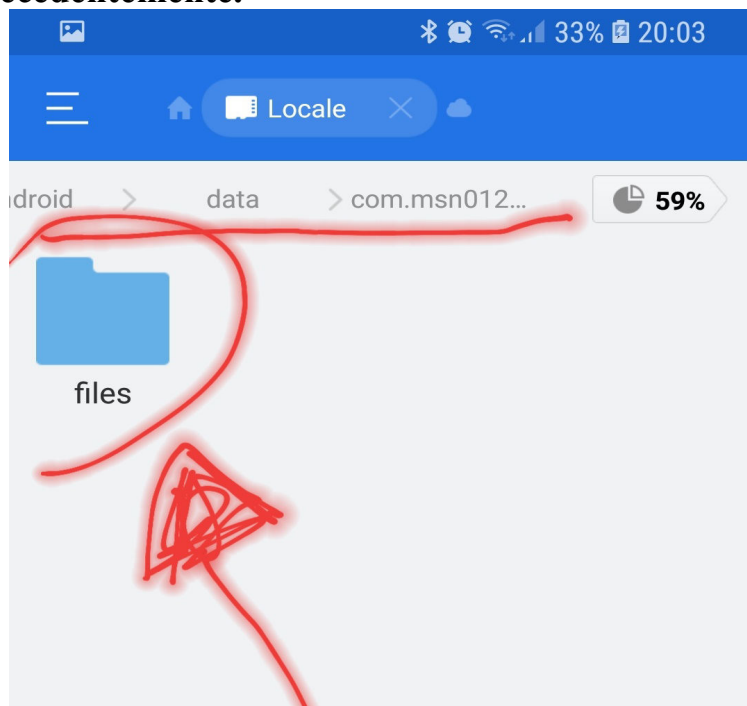 33% 20:03
Locale
droid > data > com.msn012... 59%
files